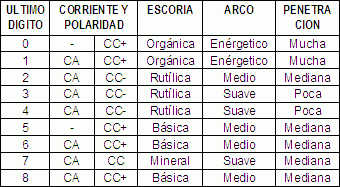 ULTIMO DIGITO CORRIENTE Y POLARIDAD ESCORIA ARCO PENETRA CION
0 - CC+ Orgánica Enérgetico Mucha
1 CA CC+ Orgánica Enérgetico Mucha
2 CA CC- Rutílica Medio Mediana
3 CA CC- Rutílica Suave Poca
4 CA CC- Rutílica Suave Poca
5 - CC+ Básica Medio Mediana
6 CA CC+ Básica Medio Mediana
7 CA CC Mineral Suave Mediana
8 CA CC+ Básica Medio Mediana